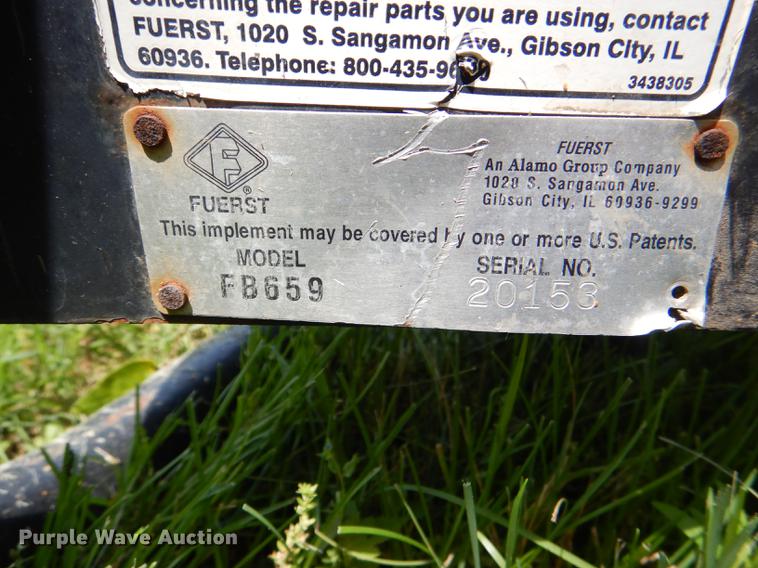 concerning the repair parts you are using, contact
FUERST, 1020 S. Sangamon Ave., Gibson City, IL
60936. Telephone: 800-435-9630
3438305
F
FUERST
®
FUERST
An Alamo Group Company
1020 S. Sangamon Ave.
Gibson City, IL 60936-9299
This implement may be covered by one or more U.S. Patents.
MODEL
FB659
SERIAL NO.
20153
Purple Wave Auction